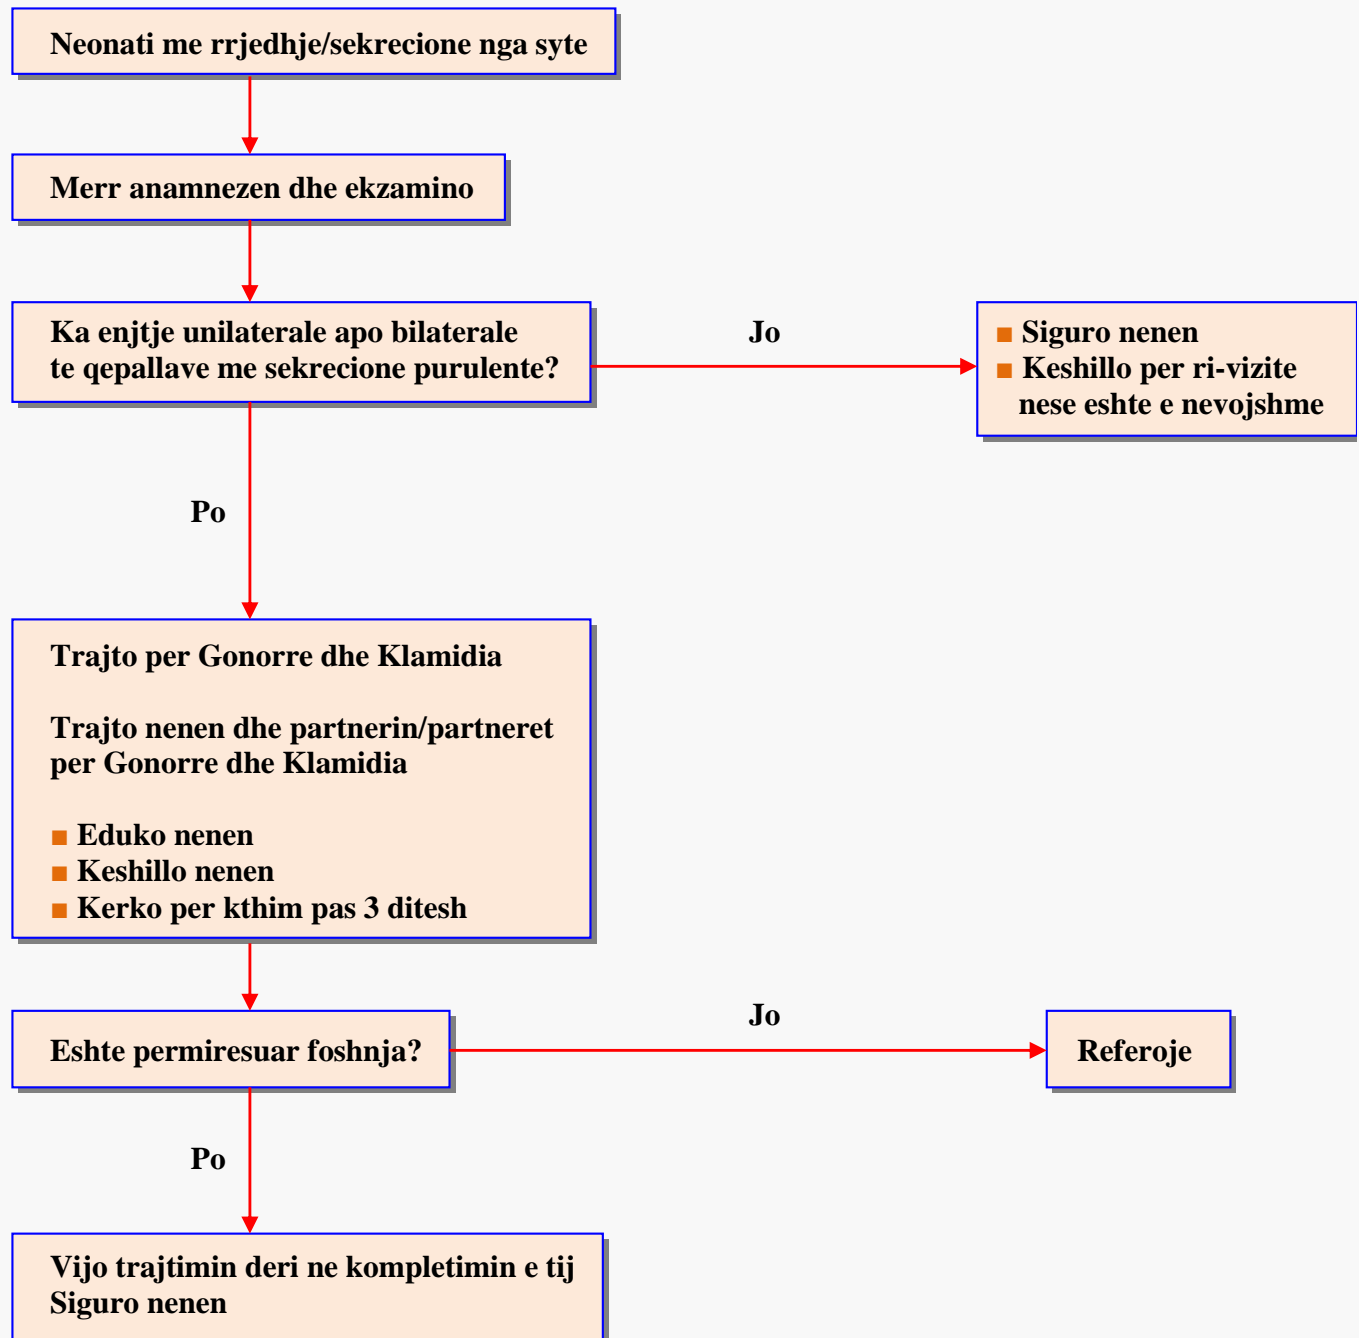 Neonati me rrjedhje/sekrecione nga syte
Merr anamnezen dhe ekzamino
Ka enjtje unilaterale apo bilaterale
te qepallave me sekrecione purulente?
Jo
■ Siguro nenen
■ Keshillo per ri-vizite
nese eshte e nevojshme
Po
Trajto per Gonorre dhe Klamidia
Trajto nenen dhe partnerin/partneret
per Gonorre dhe Klamidia
■ Eduko nenen
■ Keshillo nenen
■ Kerko per kthim pas 3 ditesh
Eshte permiresuar foshnja?
Jo
Referoje
Po
Vijo trajtimin deri ne kompletimin e tij
Siguro nenen